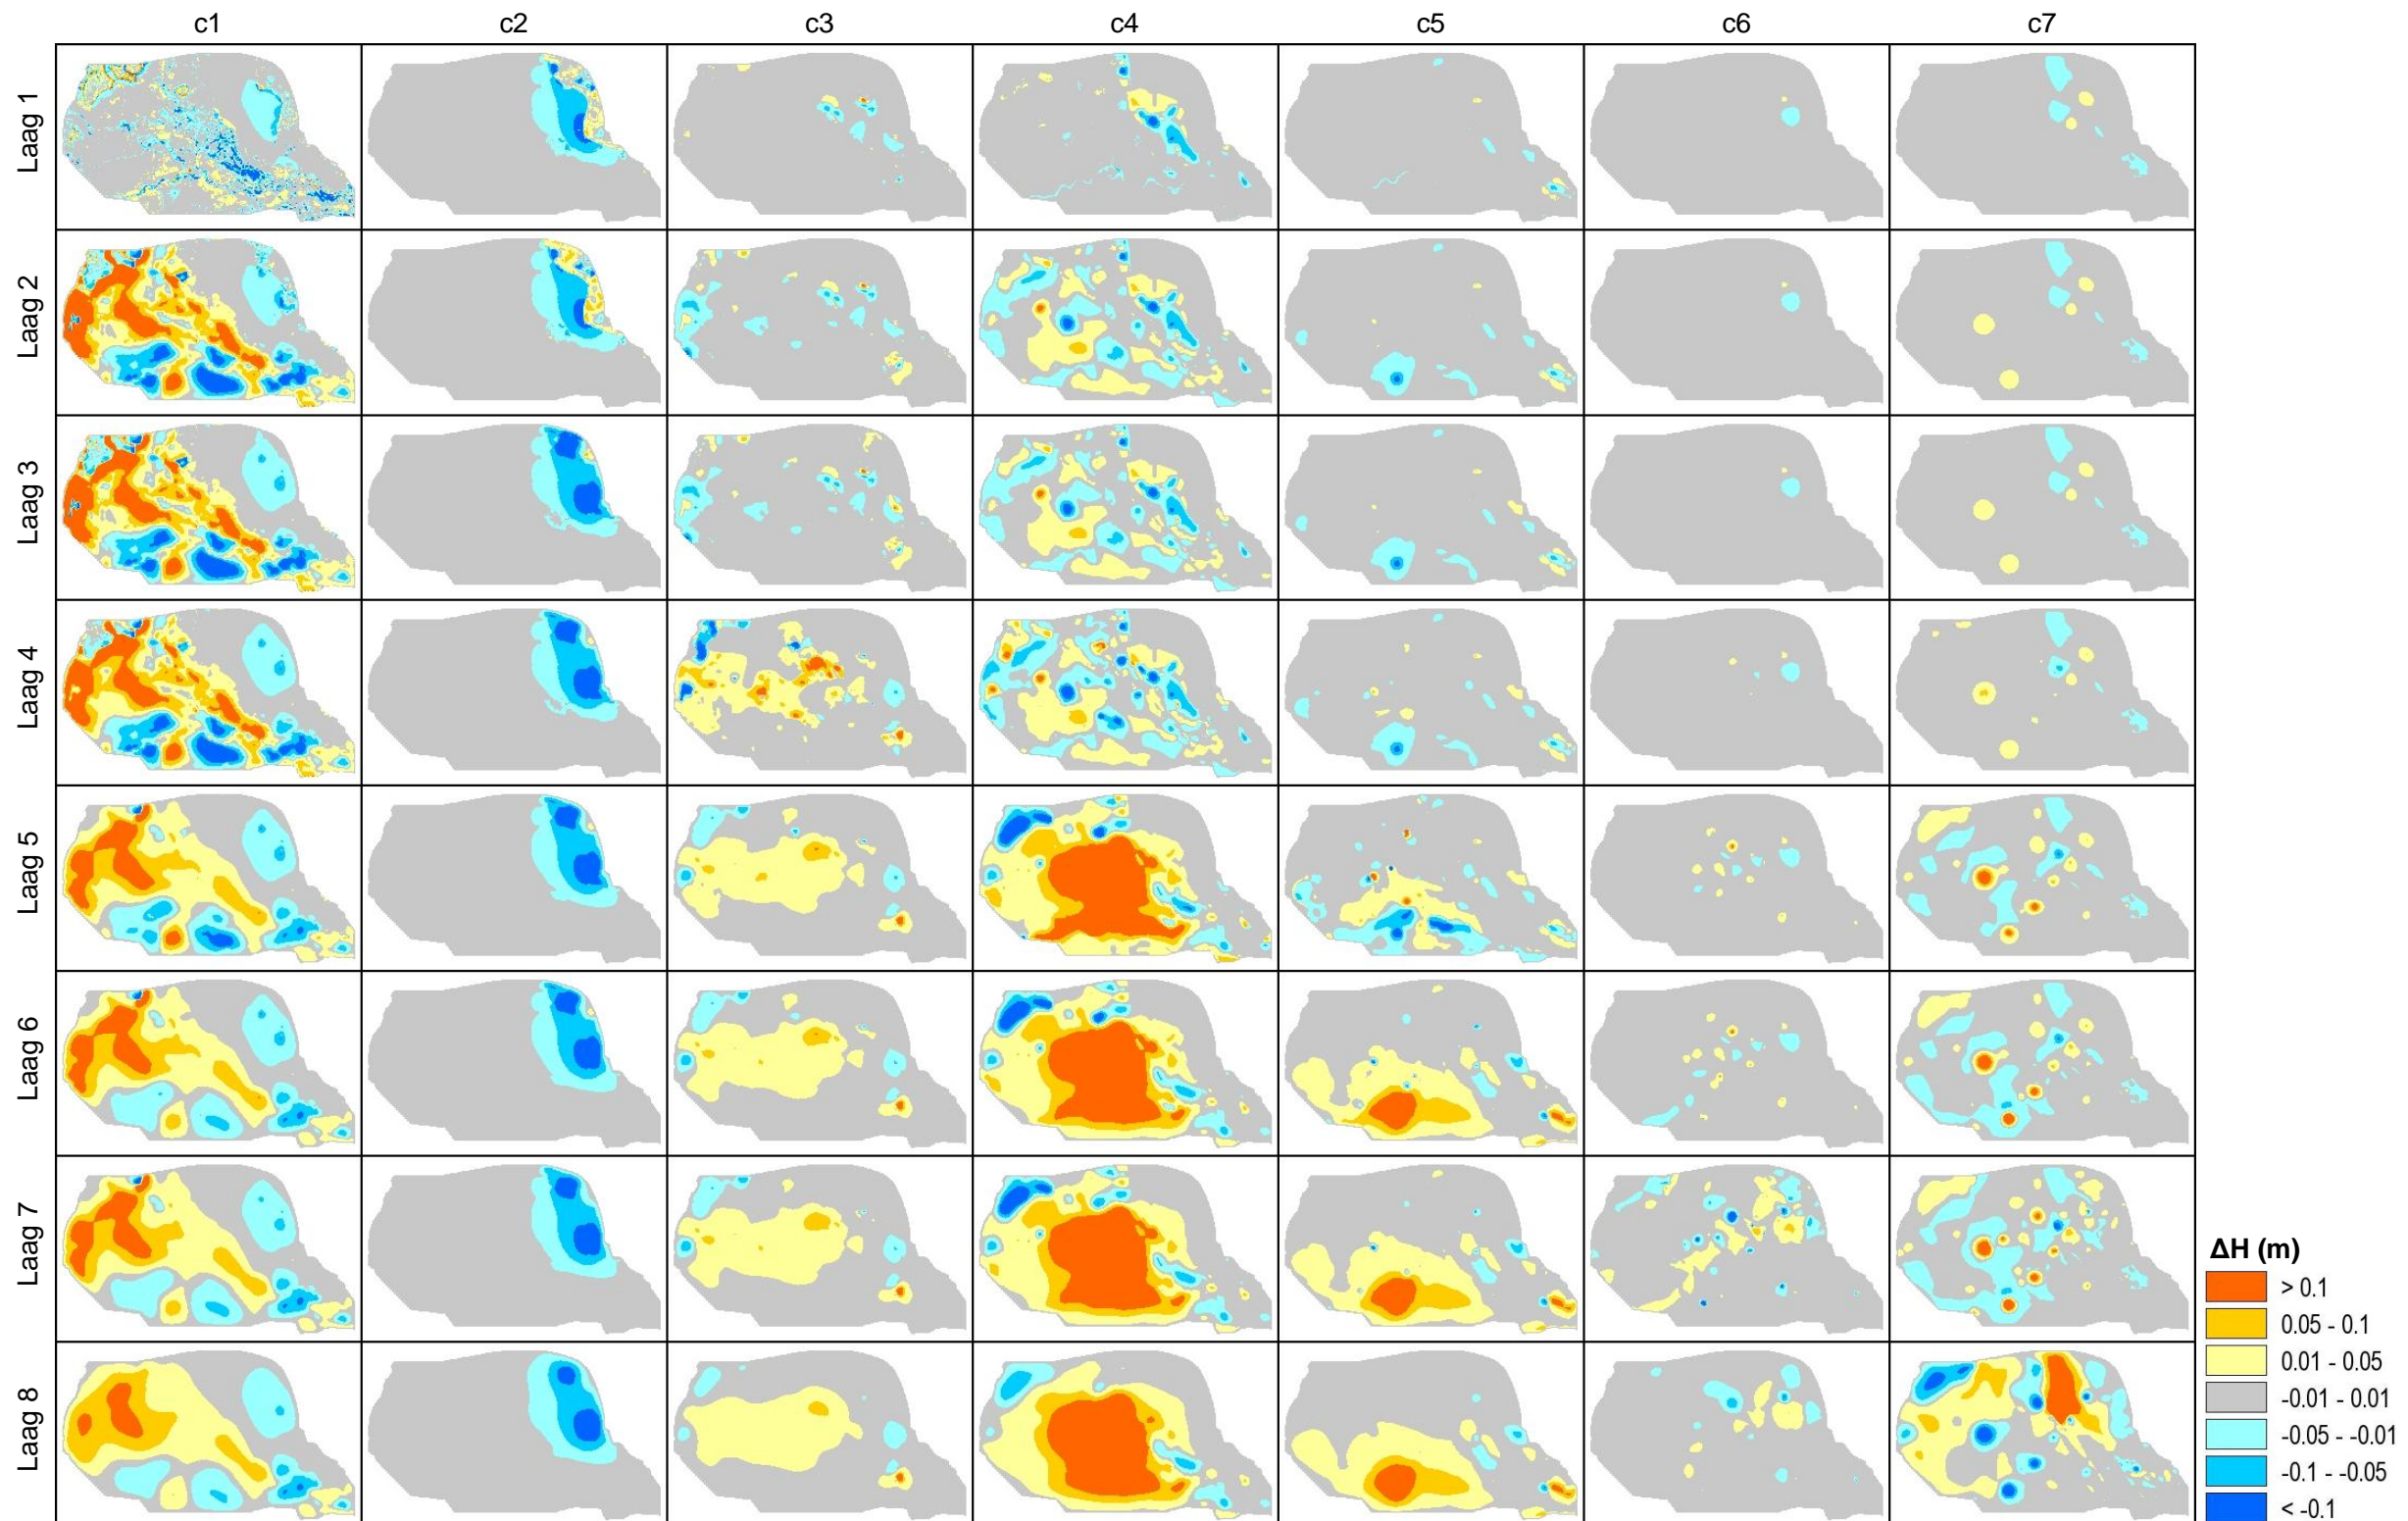 c1 c2 c3 c4 c5 c6 c7
Laag 1
Laag 2
Laag 3
Laag 4
Laag 5
Laag 6
Laag 7
Laag 8
ΔH (m)
> 0.1
0.05 - 0.1
0.01 - 0.05
-0.01 - 0.01
-0.05 - -0.01
-0.1 - -0.05
< -0.1